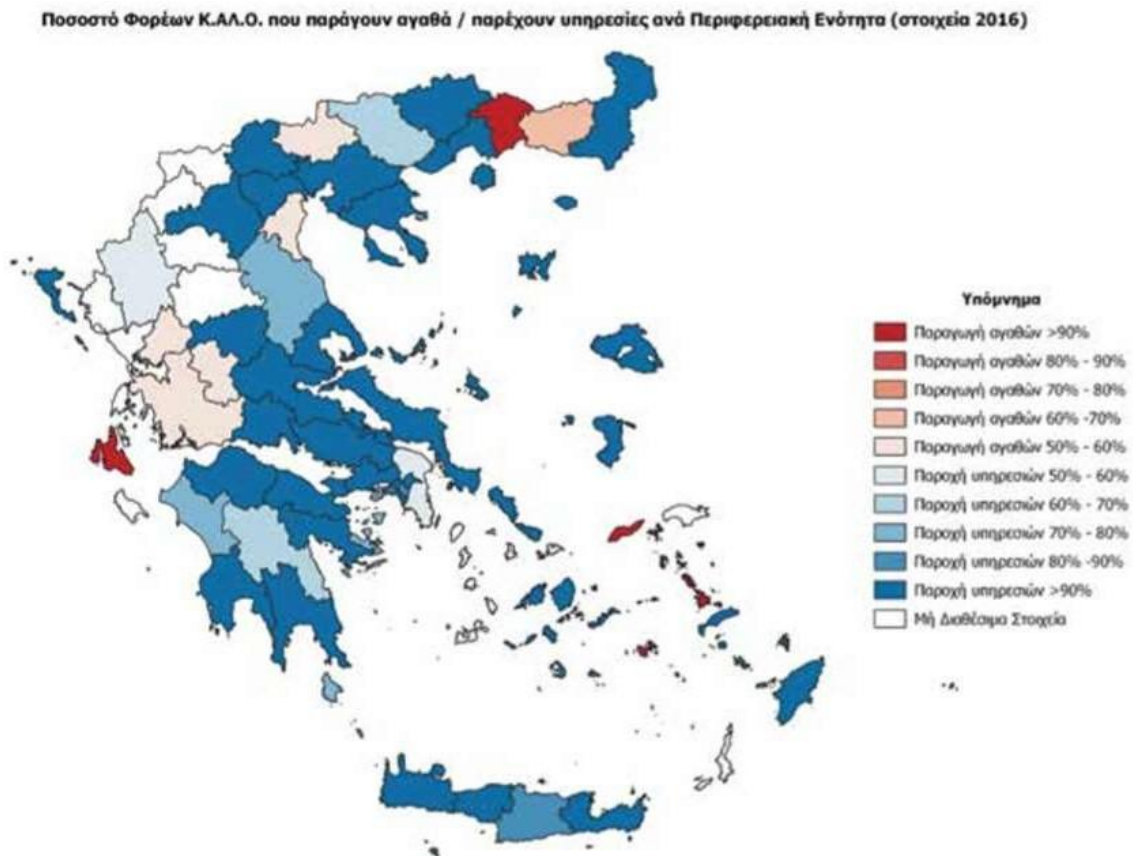 Ποσοστό Φορέων Κ.ΑΛ.Ο. που παράγουν αγαθά / παρέχουν υπηρεσίες ανά Περιφερειακή Ενότητα (στοιχεία 2016)
Υπόμνημα
Παραγωγή αγαθών >90%
Παραγωγή αγαθών 80% - 90%
Παραγωγή αγαθών 70% - 80%
Παραγωγή αγαθών 60% -70%
Παραγωγή αγαθών 50% - 60%
Παροχή υπηρεσιών 50% - 60%
Παροχή υπηρεσιών 60% - 70%
Παροχή υπηρεσιών 70% - 80%
Παροχή υπηρεσιών 80% -90%
Παροχή υπηρεσιών >90%
Μή Διαθέσιμα Στοιχεία